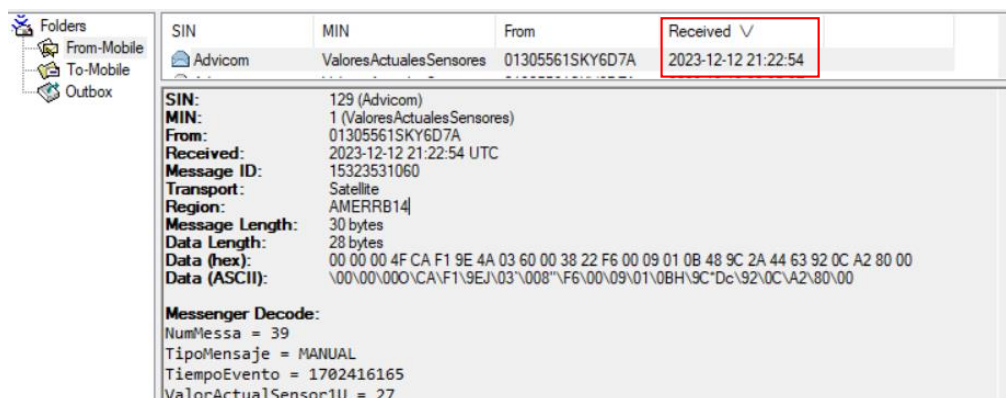 Folders
From-Mobile
To-Mobile
Outbox
SIN MIN From Received
Advicom ValoresActualesSensores 01305561SKY6D7A 2023-12-12 21:22:54
SIN: 129 (Advicom)
MIN: 1 (ValoresActualesSensores)
From: 01305561SKY6D7A
Received: 2023-12-12 21:22:54 UTC
Message ID: 15323531060
Transport: Satellite
Region: AMERRB14
Message Length: 30 bytes
Data Length: 28 bytes
Data (hex): 00 00 00 4F CA F1 9E 4A 03 60 00 38 22 F6 00 09 01 0B 48 9C 2A 44 63 92 0C A2 80 00
Data (ASCII): \00\00\00O\CA\F1\9EJ\03`\008"\F6\00\09\01\0BH\9C*Dc\92\0C\A2\80\00
Messenger Decode:
NumMessa = 39
TipoMensaje = MANUAL
TiempoEvento = 1702416165
ValorActualSensor1U = 27